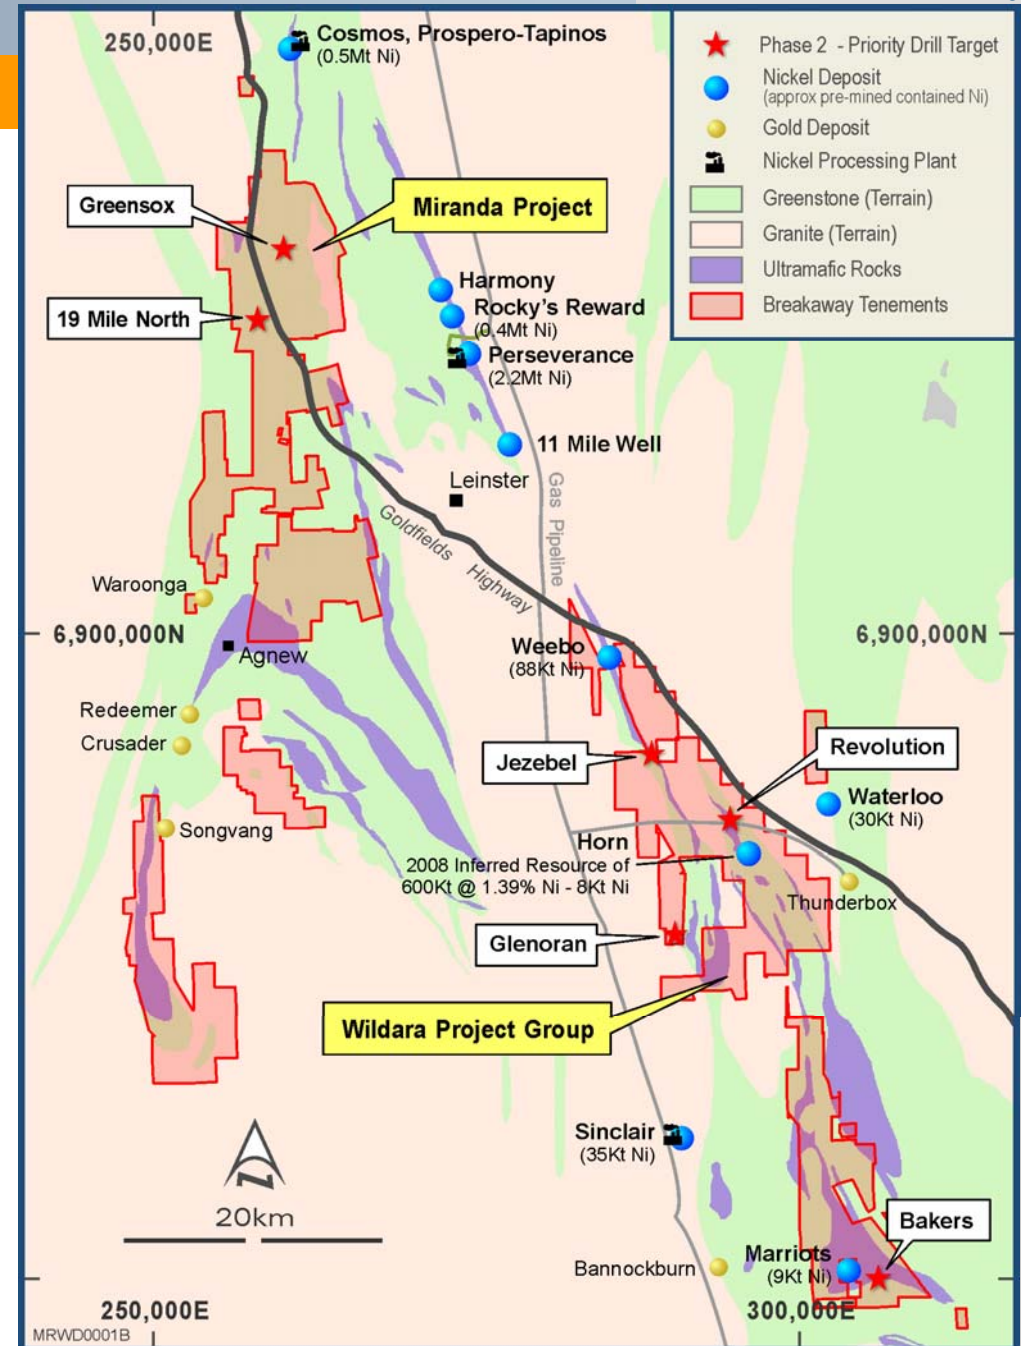 250,000E
Cosmos, Prospero-Tapinos
(0.5Mt Ni)
Phase 2 - Priority Drill Target
Nickel Deposit
(approx pre-mined contained Ni)
Gold Deposit
Nickel Processing Plant
Greenstone (Terrain)
Granite (Terrain)
Ultramafic Rocks
Breakaway Tenements
Greensox
Miranda Project
19 Mile North
Harmony
Rocky's Reward
(0.4Mt Ni)
Perseverance
(2.2Mt Ni)
11 Mile Well
Leinster
Gas Pipeline
Goldfields Highway
Waroonga
6,900,000N
6,900,000N
Agnew
Weebo
(88Kt Ni)
Redeemer
Crusader
Jezebel
Revolution
Songvang
Waterloo
(30Kt Ni)
Horn
2008 Inferred Resource of
600Kt @ 1.39% Ni - 8Kt Ni
Thunderbox
Glenoran
Wildara Project Group
Sinclair
(35Kt Ni)
N
20km
Bakers
Bannockburn
Marriots
(9Kt Ni)
250,000E
300,000E
MRWD0001B